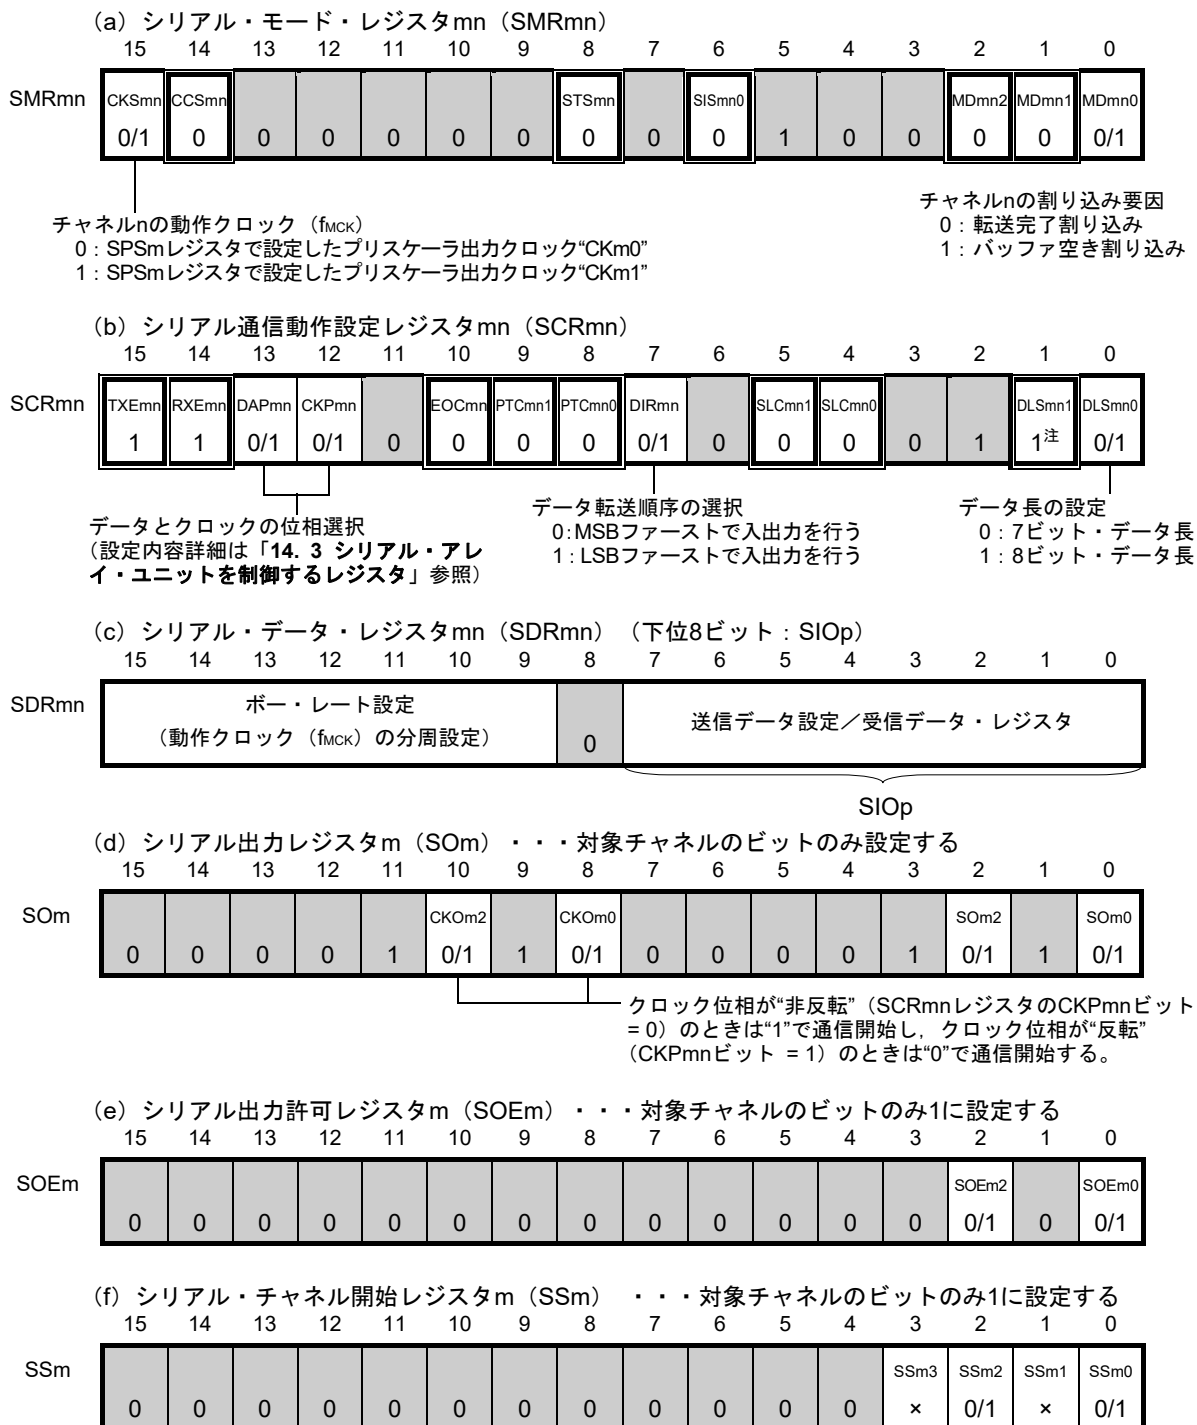 （a）シリアル・モード・レジスタmn（SMRmn）
15 14 13 12 11 10 9 8 7 6 5 4 3 2 1 0
SMRmn CKSmn CCSmn STSmn SISmn0 MDmn2 MDmn1 MDmn0
0/1 0 0 0 0 0 0 0 0 0 1 0 0 0 0 0/1
チャネルnの動作クロック（fMCK）
0：SPSmレジスタで設定したプリスケーラ出力クロック“CKm0”
1：SPSmレジスタで設定したプリスケーラ出力クロック“CKm1”
チャネルnの割り込み要因
0：転送完了割り込み
1：バッファ空き割り込み
（b）シリアル通信動作設定レジスタmn（SCRmn）
15 14 13 12 11 10 9 8 7 6 5 4 3 2 1 0
SCRmn TXEmn RXEmn DAPmn CKPmn EOCmn PTCmn1 PTCmn0 DIRmn SLCmn1 SLCmn0 DLSmn1 DLSmn0
1 1 0/1 0/1 0 0 0 0 0/1 0 0 0 0 1 1注 0/1
データとクロックの位相選択
（設定内容詳細は「14. 3 シリアル・アレ
イ・ユニットを制御するレジスタ」参照）
データ転送順序の選択
0：MSBファーストで入出力を行う
1：LSBファーストで入出力を行う
データ長の設定
0：7ビット・データ長
1：8ビット・データ長
（c）シリアル・データ・レジスタmn（SDRmn）（下位8ビット：SIOp）
15 14 13 12 11 10 9 8 7 6 5 4 3 2 1 0
SDRmn
ボー・レート設定
（動作クロック（fMCK）の分周設定）
0
送信データ設定／受信データ・レジスタ
SIOp
（d）シリアル出力レジスタm（SOm）・・・対象チャネルのビットのみ設定する
15 14 13 12 11 10 9 8 7 6 5 4 3 2 1 0
SOm CKOm2 CKOm0 SOm2 SOm0
0 0 0 0 1 0/1 1 0/1 0 0 0 0 1 0/1 1 0/1
クロック位相が“非反転”（SCRmnレジスタのCKPmnビット
= 0）のときは“1”で通信開始し，クロック位相が“反転”
（CKPmnビット = 1）のときは“0”で通信開始する。
（e）シリアル出力許可レジスタm（SOEm）・・・対象チャネルのビットのみ1に設定する
15 14 13 12 11 10 9 8 7 6 5 4 3 2 1 0
SOEm SOEm2 SOEm0
0 0 0 0 0 0 0 0 0 0 0 0 0 0/1 0 0/1
（f）シリアル・チャネル開始レジスタm（SSm）・・・対象チャネルのビットのみ1に設定する
15 14 13 12 11 10 9 8 7 6 5 4 3 2 1 0
SSm SSm3 SSm2 SSm1 SSm0
0 0 0 0 0 0 0 0 0 0 0 0 × 0/1 × 0/1